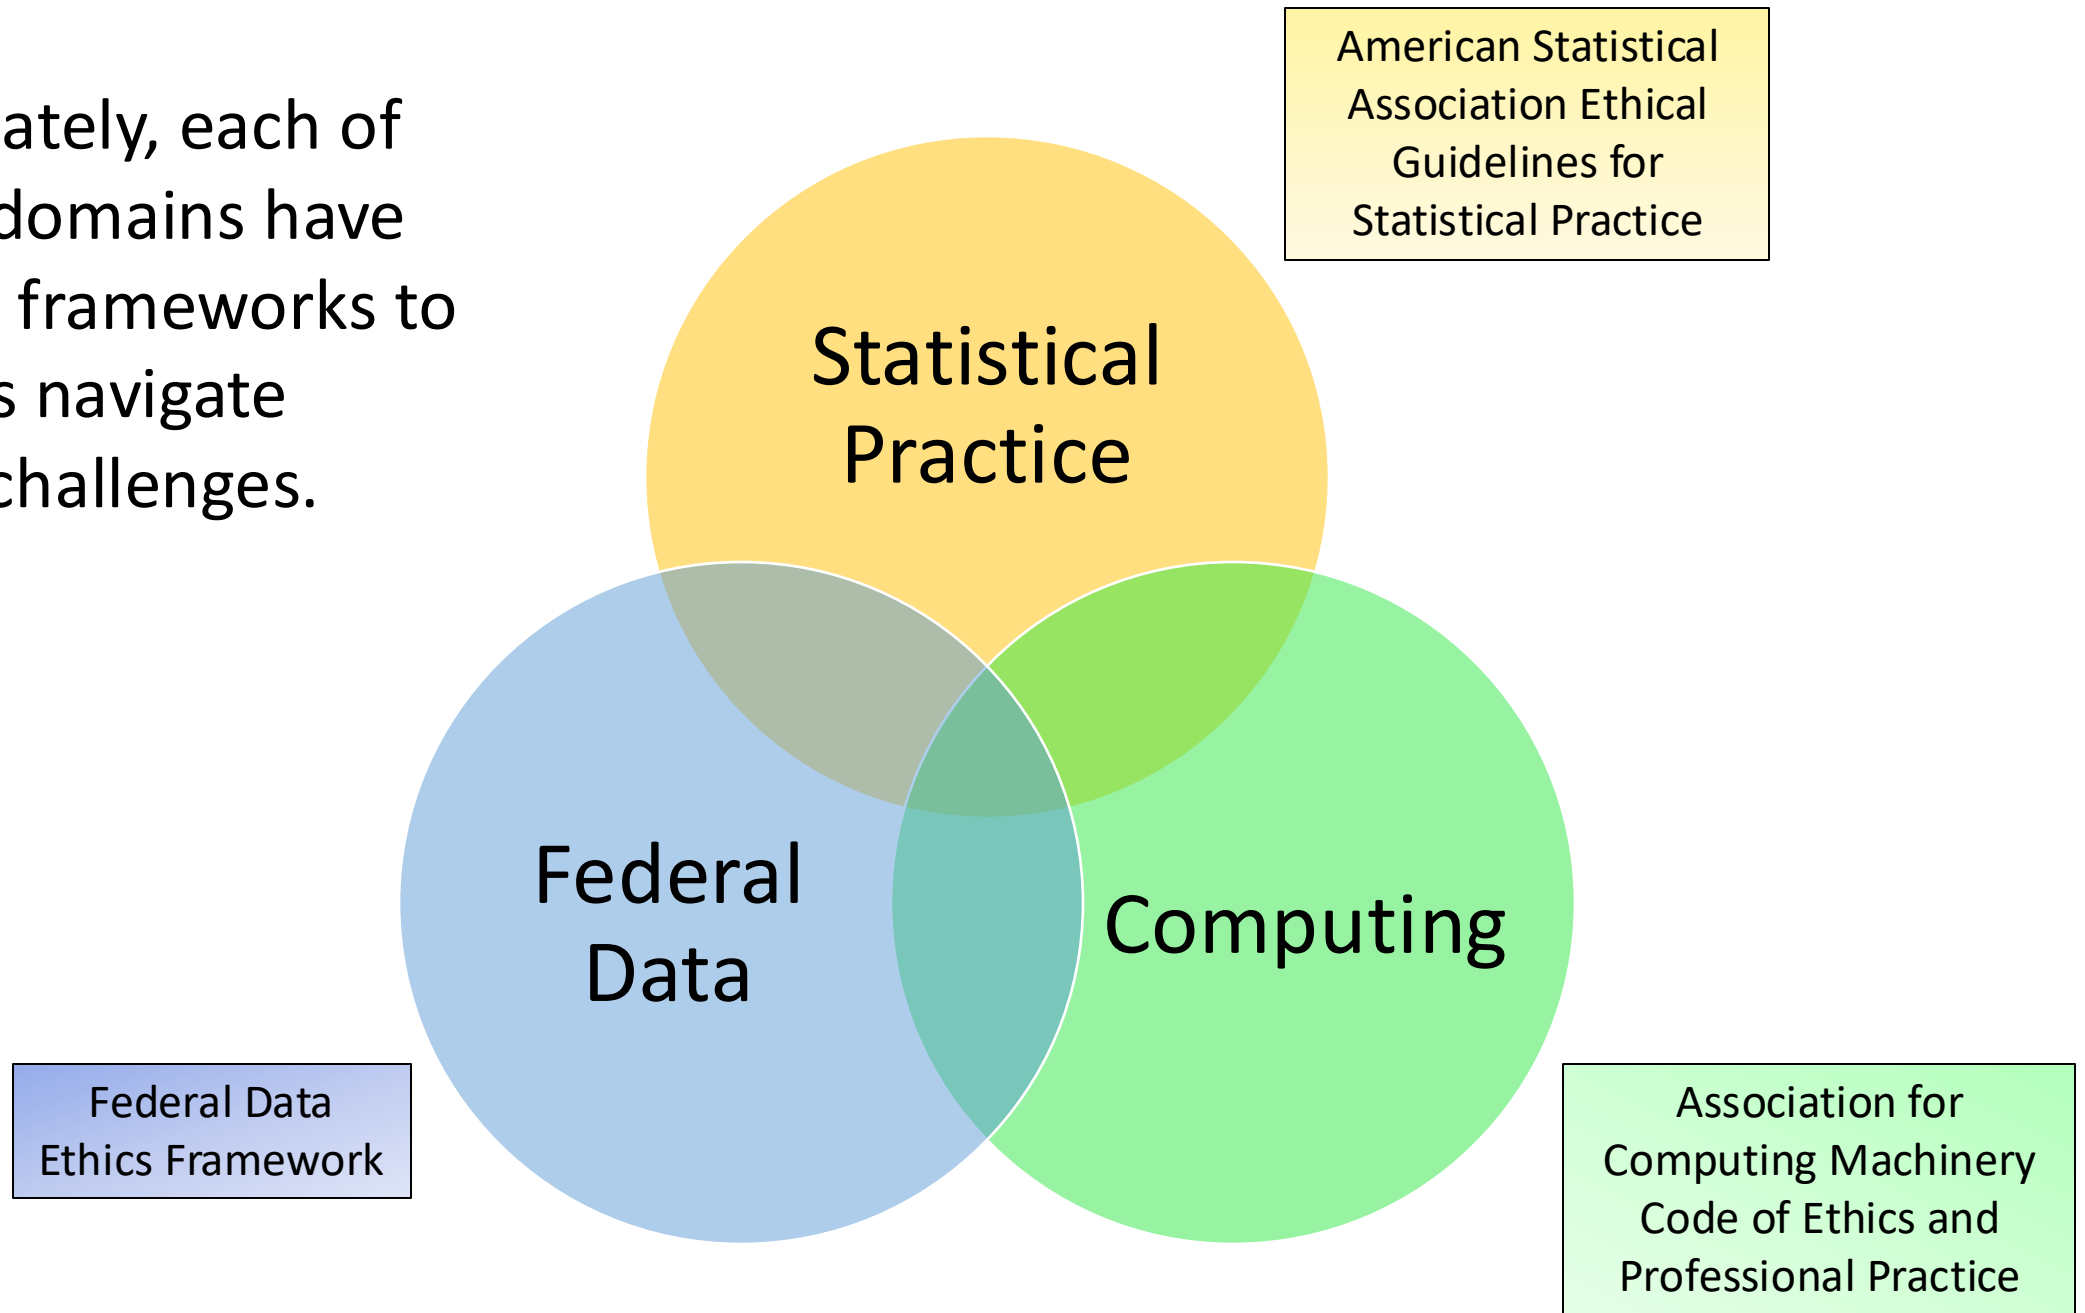 ately, each of
domains have
frameworks to
s navigate
challenges.
American Statistical
Association Ethical
Guidelines for
Statistical Practice
Statistical
Practice
Federal
Data
Computing
Federal Data
Ethics Framework
Association for
Computing Machinery
Code of Ethics and
Professional Practice